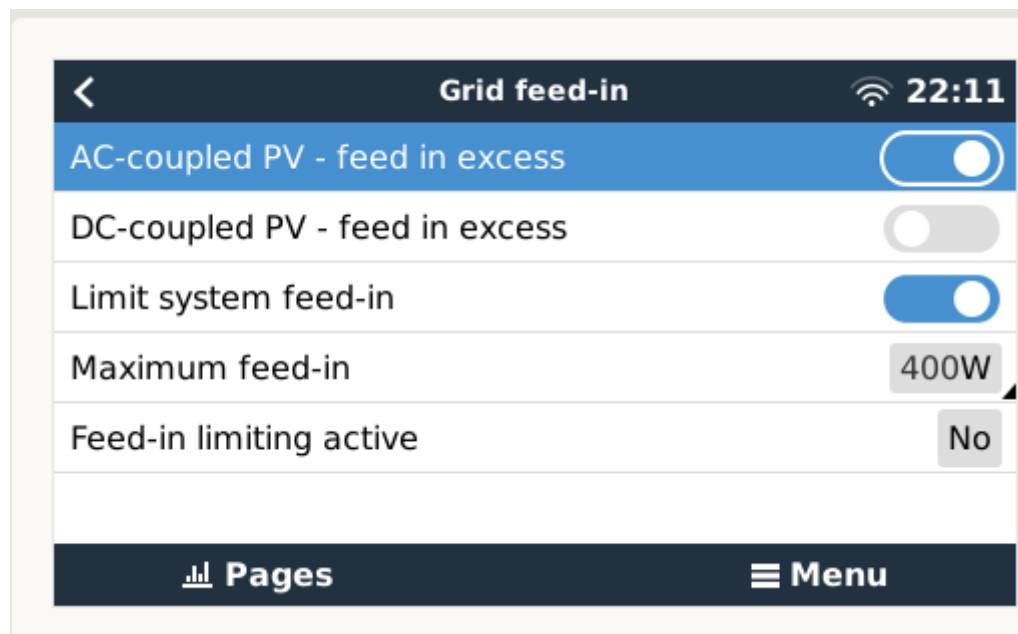 Grid feed-in 22:11
AC-coupled PV - feed in excess
DC-coupled PV - feed in excess
Limit system feed-in
Maximum feed-in 400W
Feed-in limiting active No
Pages Menu